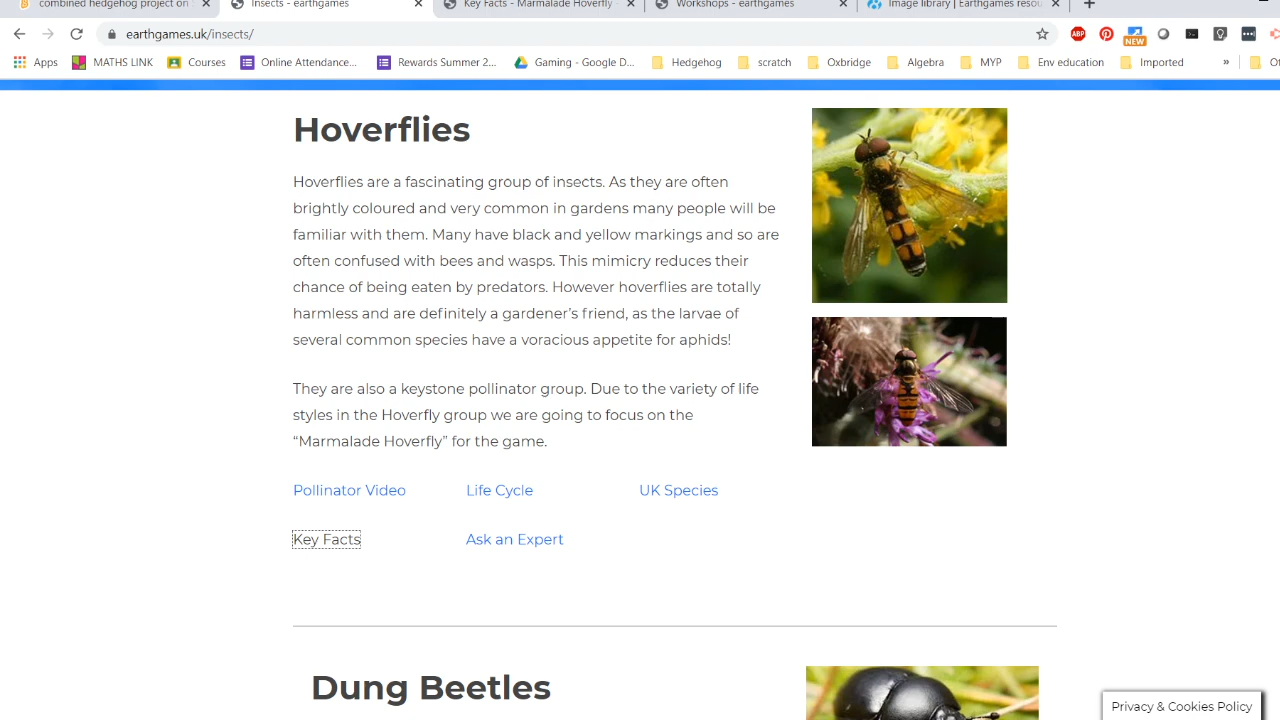 combined hedgehog project on S
Insects - earthgames
Key Facts - Marmalade Hoverfly -
Workshops - earthgames
Image library | Earthgames resou
earthgames.uk/insects/
ABP
NEW
Apps
MATHS LINK
Courses
Online Attendance...
Rewards Summer 2...
Gaming - Google D...
Hedgehog
scratch
Oxbridge
Algebra
MYP
Env education
Imported
»
Hoverflies
Hoverflies are a fascinating group of insects. As they are often
brightly coloured and very common in gardens many people will be
familiar with them. Many have black and yellow markings and so are
often confused with bees and wasps. This mimicry reduces their
chance of being eaten by predators. However hoverflies are totally
harmless and are definitely a gardener's friend, as the larvae of
several common species have a voracious appetite for aphids!
They are also a keystone pollinator group. Due to the variety of life
styles in the Hoverfly group we are going to focus on the
“Marmalade Hoverfly” for the game.
Pollinator Video
Life Cycle
UK Species
Key Facts
Ask an Expert
Dung Beetles
Privacy & Cookies Policy